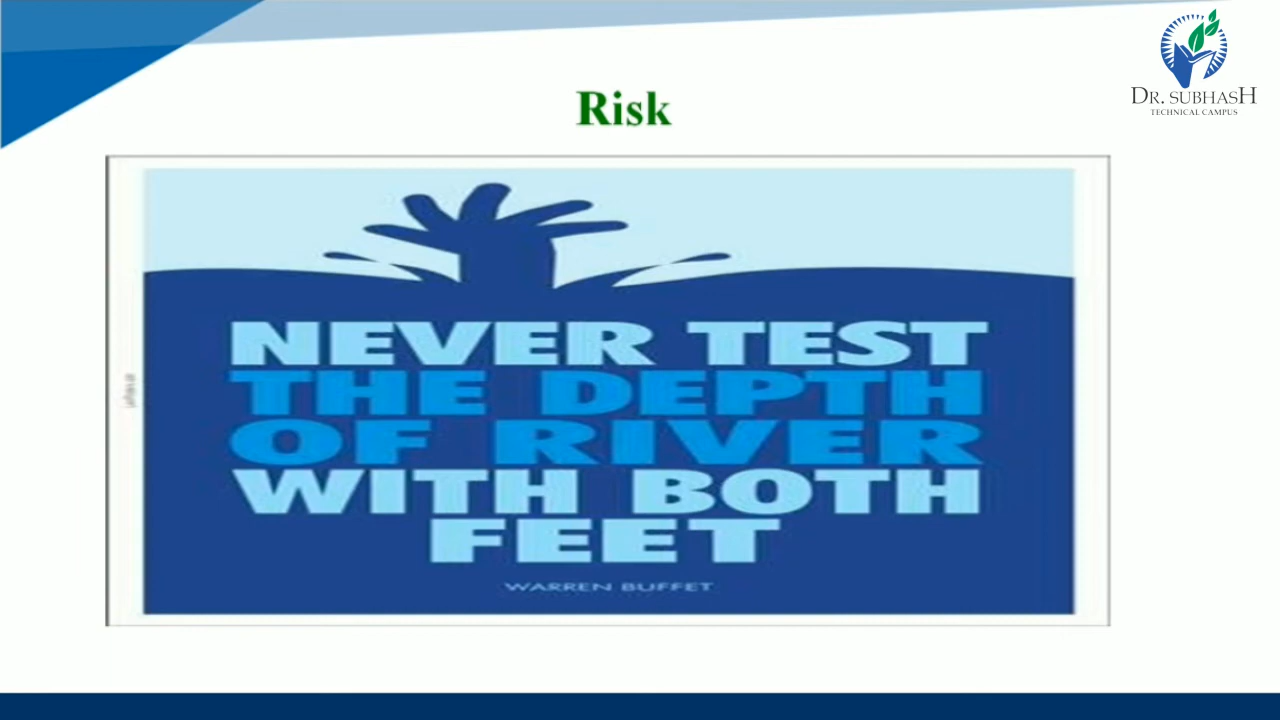 DR. SUBHASH
TECHNICAL CAMPUS
Risk
NEVER TEST
THE DEPTH
OF RIVER
WITH BOTH
FEET
WARREN BUFFET